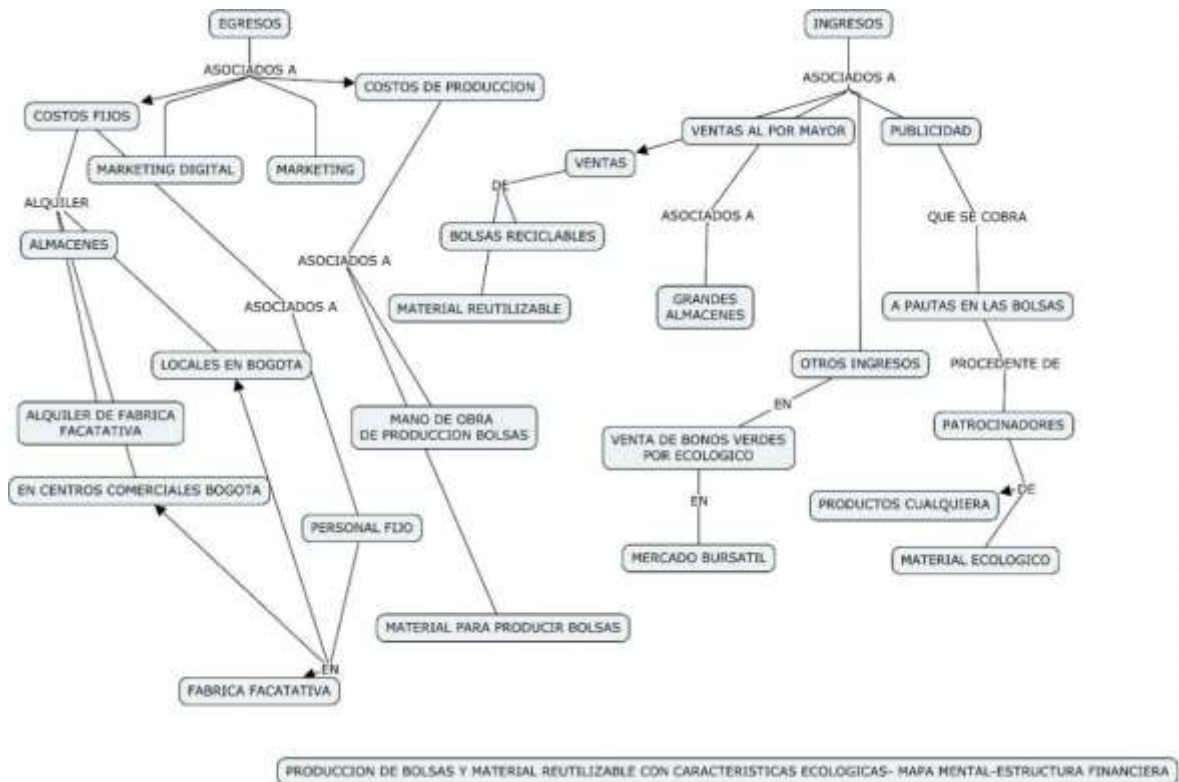 EGRESOS
ASOCIADOS A
COSTOS FIJOS
COSTOS DE PRODUCCION
MARKETING DIGITAL
MARKETING
ALQUILER
ALMACENES
ASOCIADOS A
ASOCIADOS A
LOCALES EN BOGOTA
ALQUILER DE FABRICA
FACATATIVA
MANO DE OBRA
DE PRODUCCION BOLSAS
EN CENTROS COMERCIALES BOGOTA
PERSONAL FIJO
MATERIAL PARA PRODUCIR BOLSAS
EN
FABRICA FACATATIVA
INGRESOS
ASOCIADOS A
VENTAS AL POR MAYOR
PUBLICIDAD
VENTAS
DE
BOLSAS RECICLABLES
MATERIAL REUTILIZABLE
ASOCIADOS A
GRANDES
ALMACENES
QUE SE COBRA
A PAUTAS EN LAS BOLSAS
OTROS INGRESOS
PROCEDENTE DE
EN
PATROCINADORES
VENTA DE BONOS VERDES
POR ECOLOGICO
EN
DE
PRODUCTOS CUALQUIERA
MERCADO BURSATIL
MATERIAL ECOLOGICO
PRODUCCION DE BOLSAS Y MATERIAL REUTILIZABLE CON CARACTERISTICAS ECOLOGICAS- MAPA MENTAL-ESTRUCTURA FINANCIERA